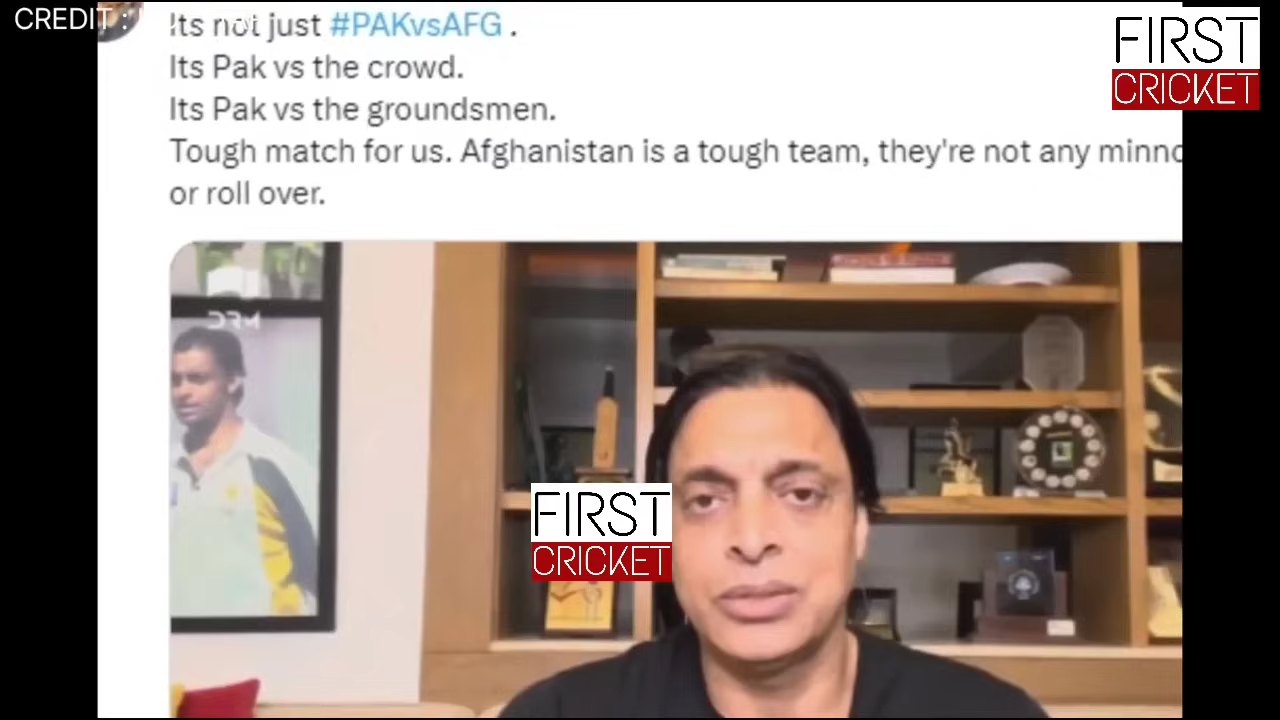 CREDIT :
Its not just #PAKvsAFG .
Its Pak vs the crowd.
Its Pak vs the groundsmen.
Tough match for us. Afghanistan is a tough team, they're not any
or roll over.
FIRST
CRICKET
FIRST
CRICKET